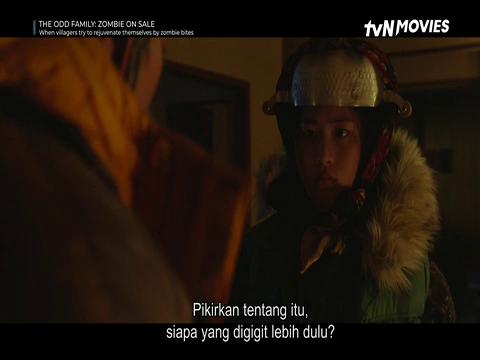 THE ODD FAMILY: ZOMBIE ON SALE
When villagers try to rejuvenate themselves by zombie bites
tvN MOVIES
Pikirkan tentang itu,
siapa yang digigit lebih dulu?